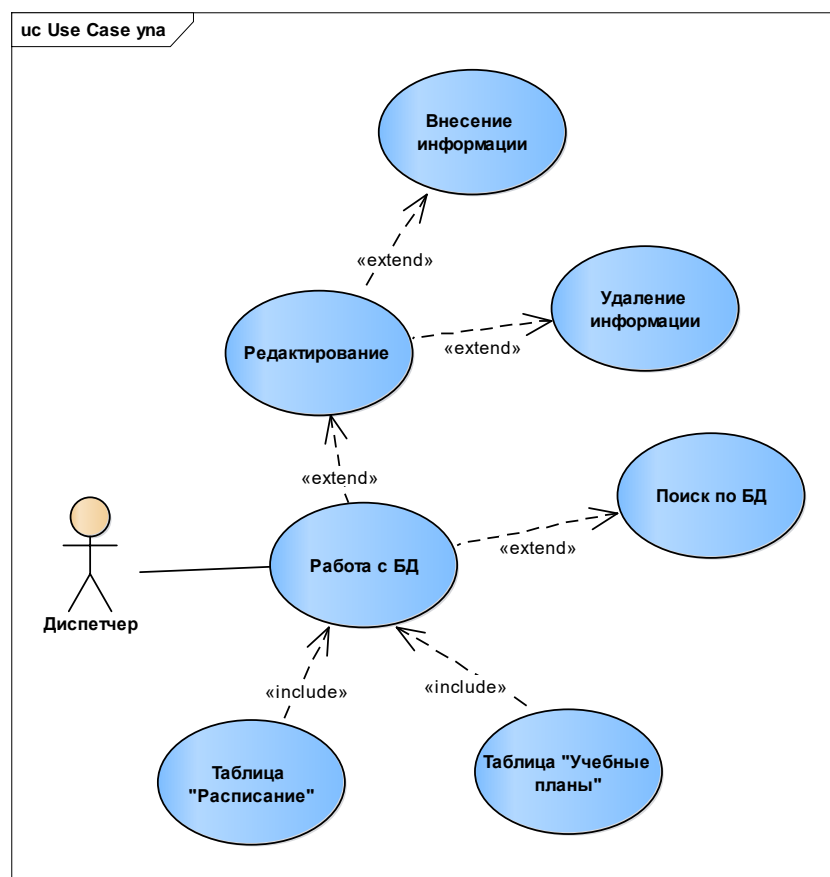 uc Use Case yna
Внесение
информации
«extend»
Удаление
информации
Редактирование
«extend»
«extend»
Поиск по БД
«extend»
Работа с БД
Диспетчер
«include»
«include»
Таблица
"Расписание"
Таблица "Учебные
планы"